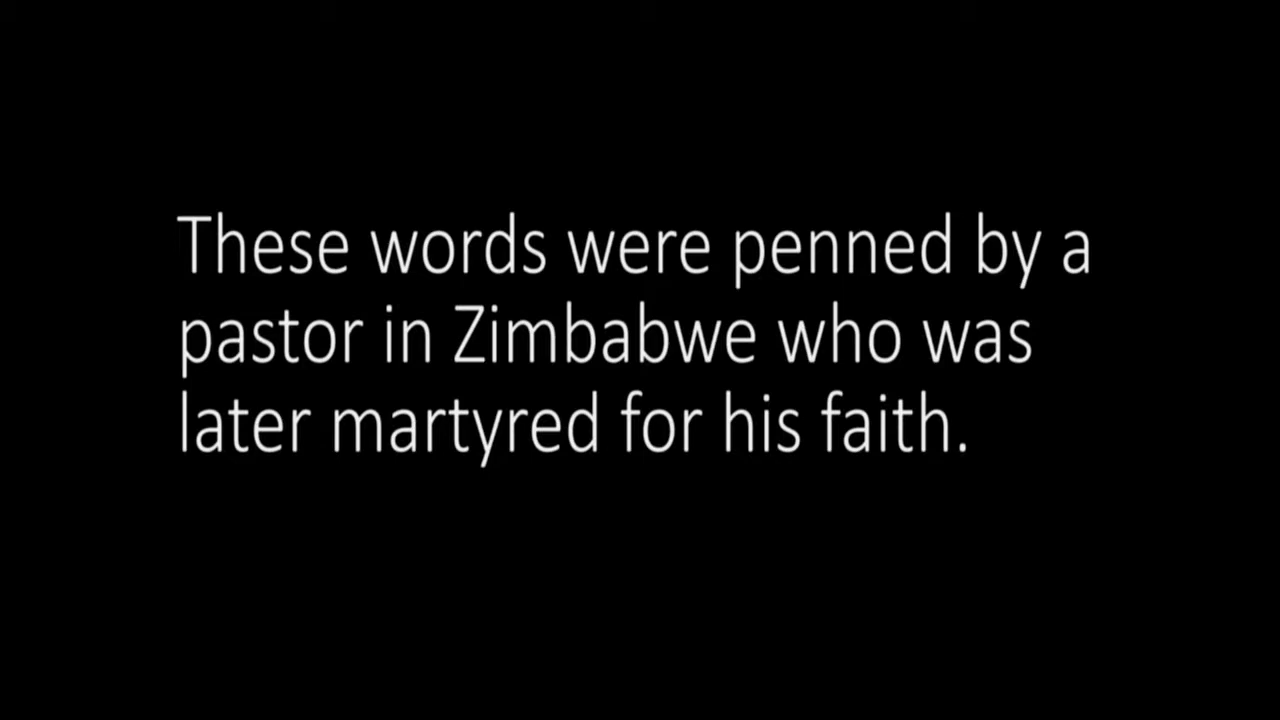 These words were penned by a
pastor in Zimbabwe who was
later martyred for his faith.